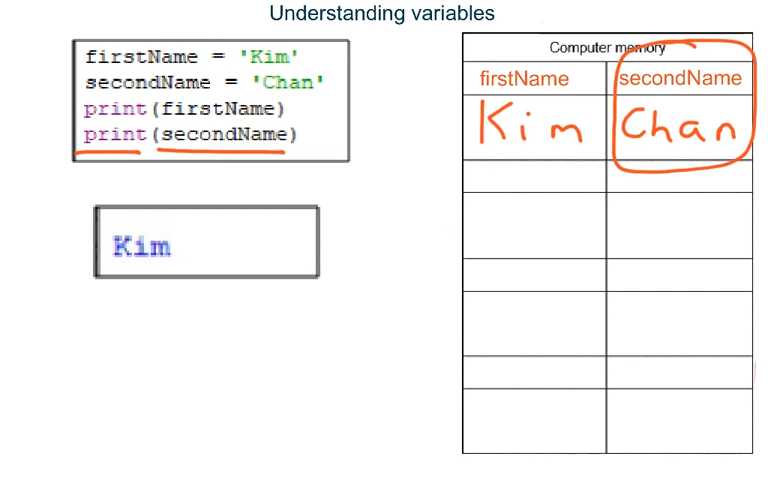 Understanding variables
firstName = 'Kim'
secondName = 'Chan'
print(firstName)
print(secondName)
Kim
Computer memory
firstName secondName
Kim Chan